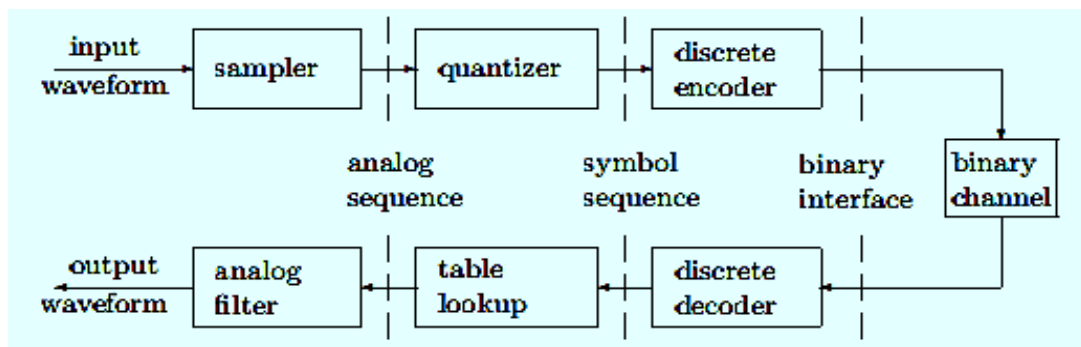 input
waveform
sampler
quantizer
discrete
encoder
analog
sequence
symbol
sequence
binary
interface
binary
channel
output
waveform
analog
filter
table
lookup
discrete
decoder